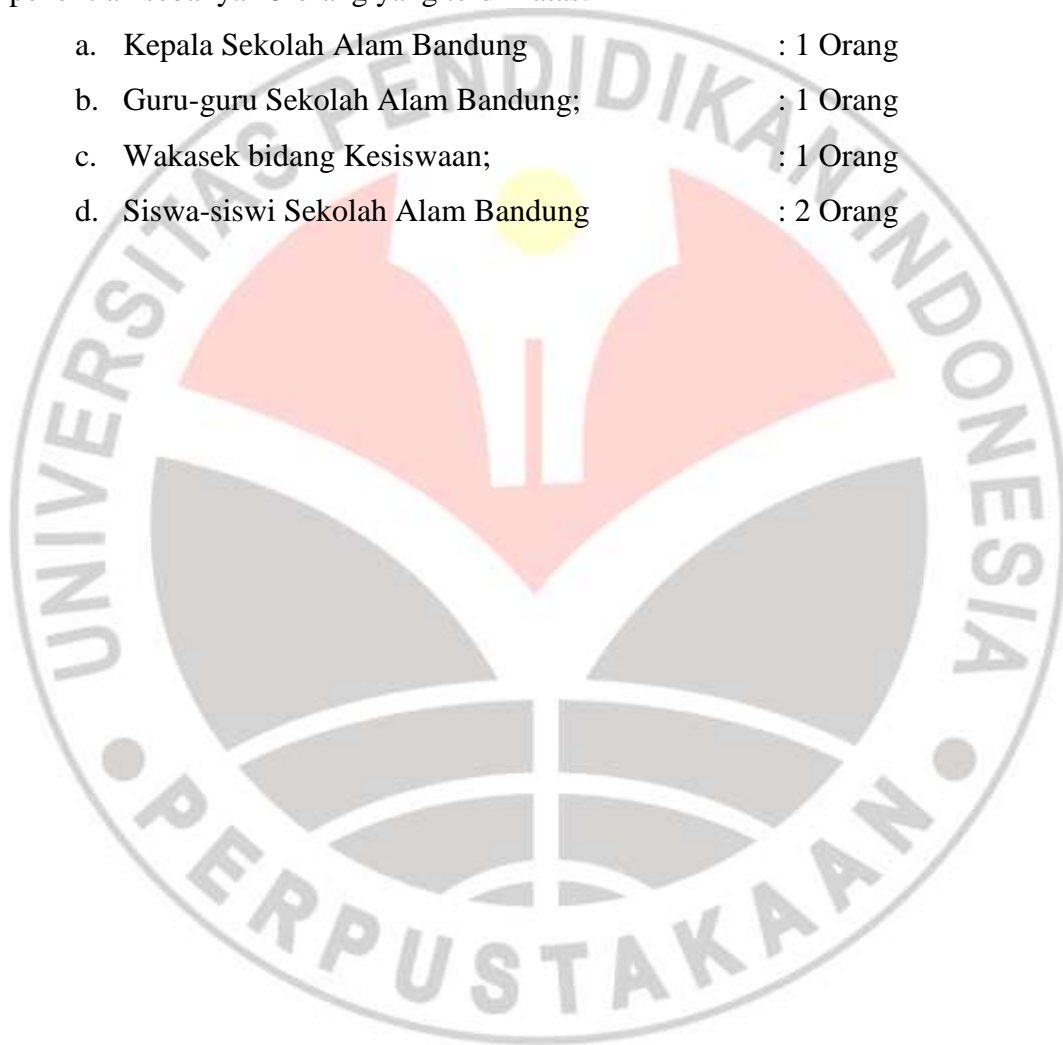 a. Kepala Sekolah Alam Bandung : 1 Orang
b. Guru-guru Sekolah Alam Bandung; : 1 Orang
c. Wakasek bidang Kesiswaan; : 1 Orang
d. Siswa-siswi Sekolah Alam Bandung : 2 Orang
UNIVERSITAS PENDIDIKAN INDONESIA
PERPUSTAKAAN